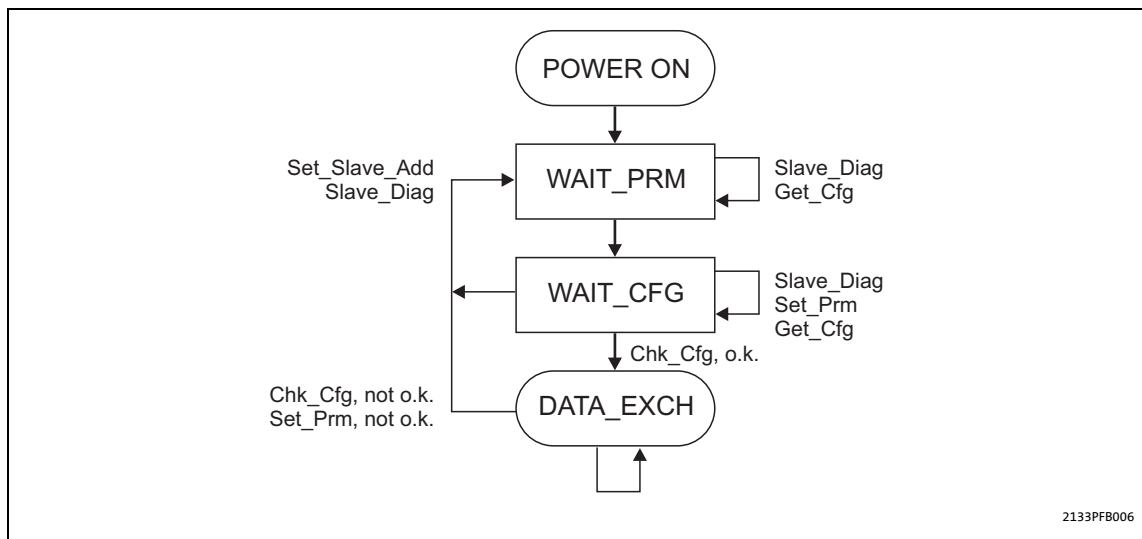 POWER ON
Set_Slave_Add
Slave_Diag
WAIT_PRM
Slave_Diag
Get_Cfg
WAIT_CFG
Slave_Diag
Set_Prm
Get_Cfg
Chk_Cfg, o.k.
Chk_Cfg, not o.k.
Set_Prm, not o.k.
DATA_EXCH
2133PFB006